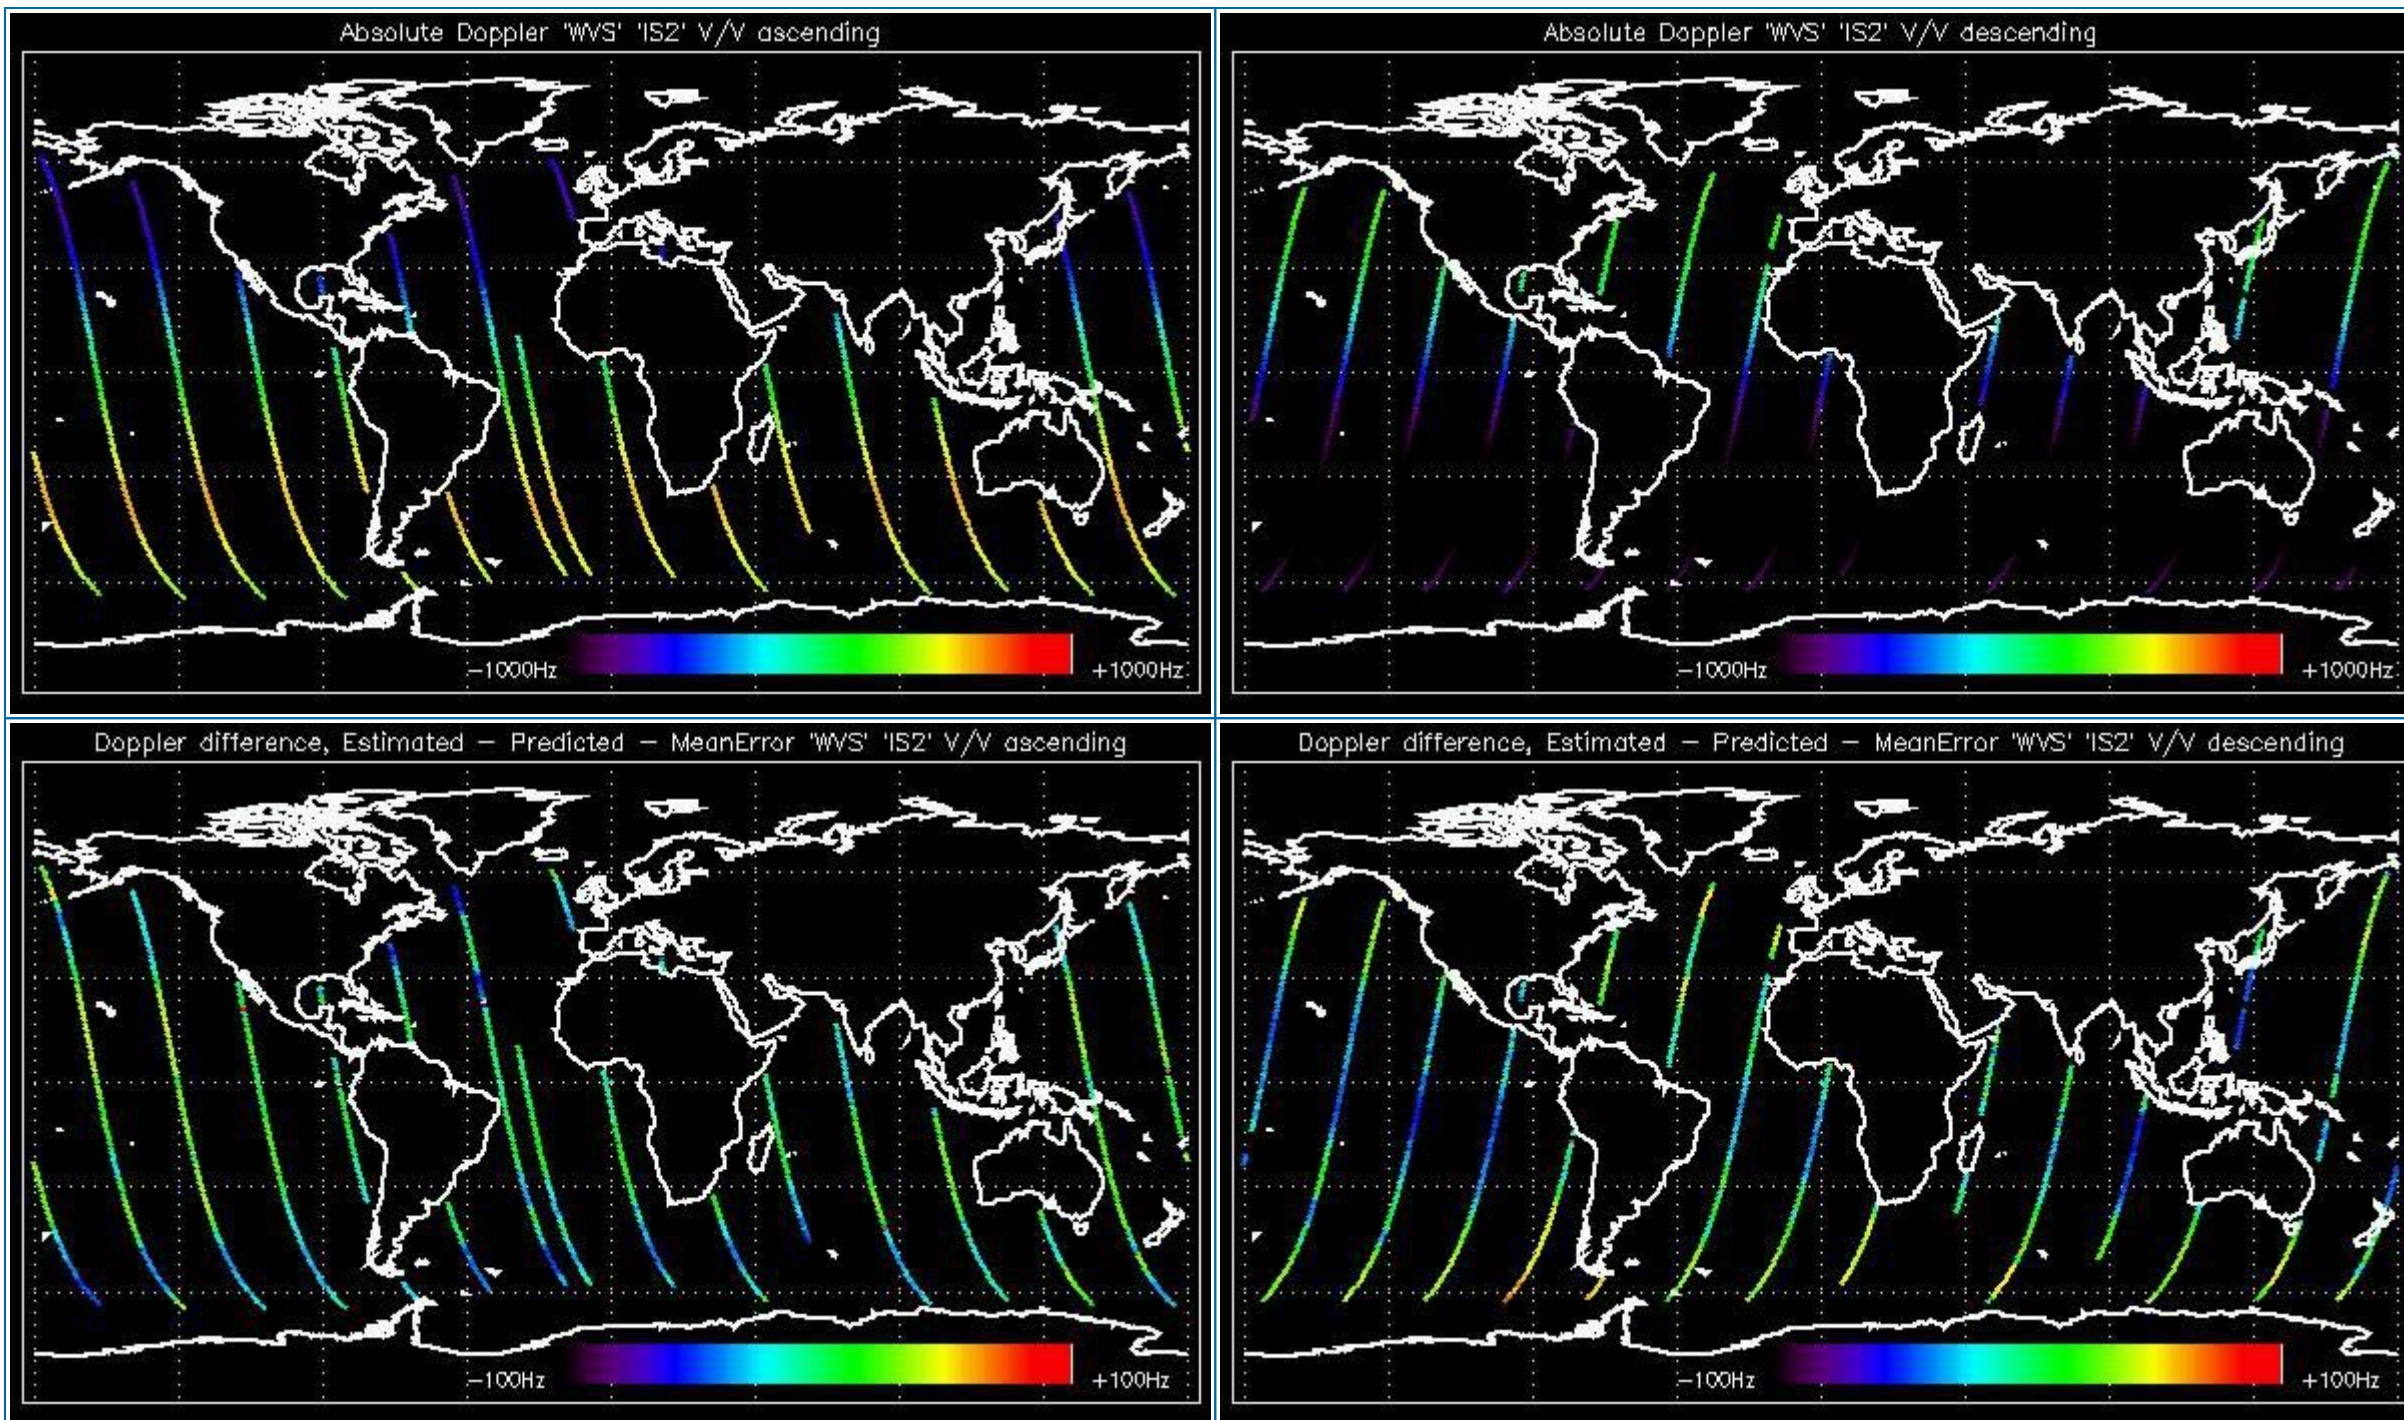 Absolute Doppler 'WVS' 'IS2' V/V ascending
-1000Hz
+1000Hz
Absolute Doppler 'WVS' 'IS2' V/V descending
-1000Hz
+1000Hz
Doppler difference, Estimated - Predicted - MeanError 'WVS' 'IS2' V/V ascending
-100Hz
+100Hz
Doppler difference, Estimated - Predicted - MeanError 'WVS' 'IS2' V/V descending
-100Hz
+100Hz